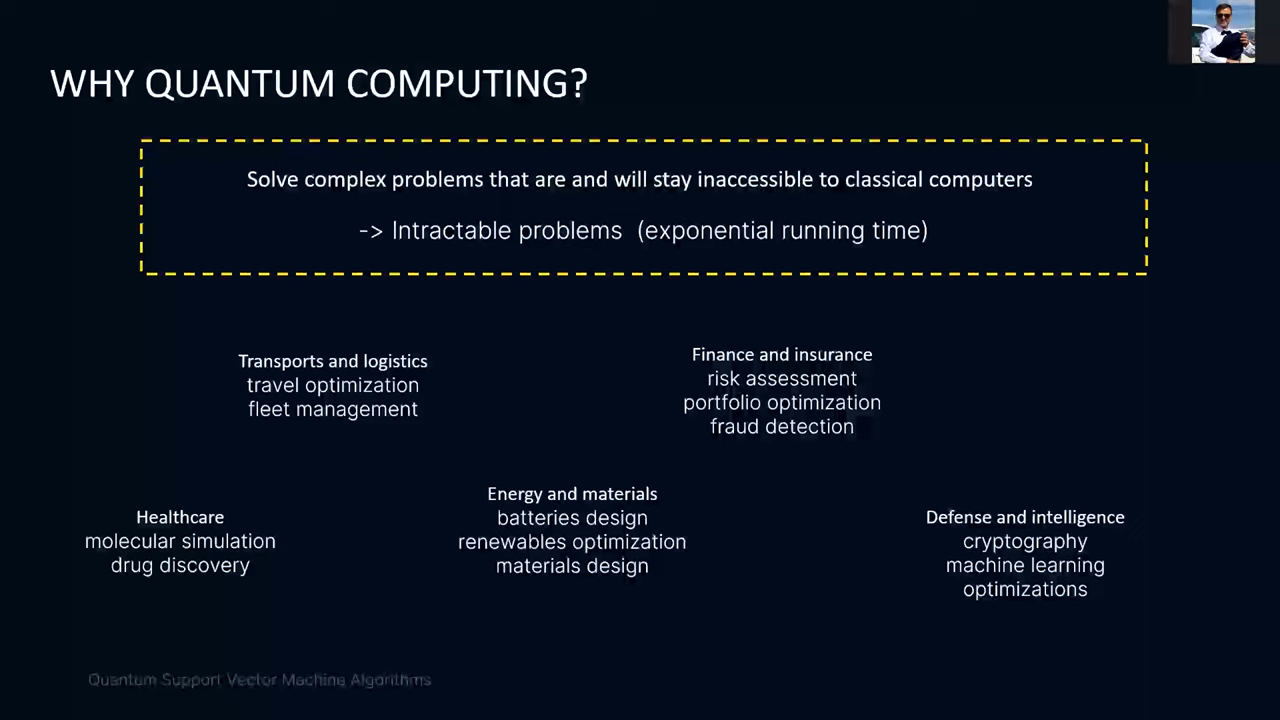 WHY QUANTUM COMPUTING?
Solve complex problems that are and will stay inaccessible to classical computers
-> Intractable problems (exponential running time)
Transports and logistics
travel optimization
fleet management
Finance and insurance
risk assessment
portfolio optimization
fraud detection
Healthcare
molecular simulation
drug discovery
Energy and materials
batteries design
renewables optimization
materials design
Defense and intelligence
cryptography
machine learning
optimizations
Quantum Support Vector Machine Algorithms